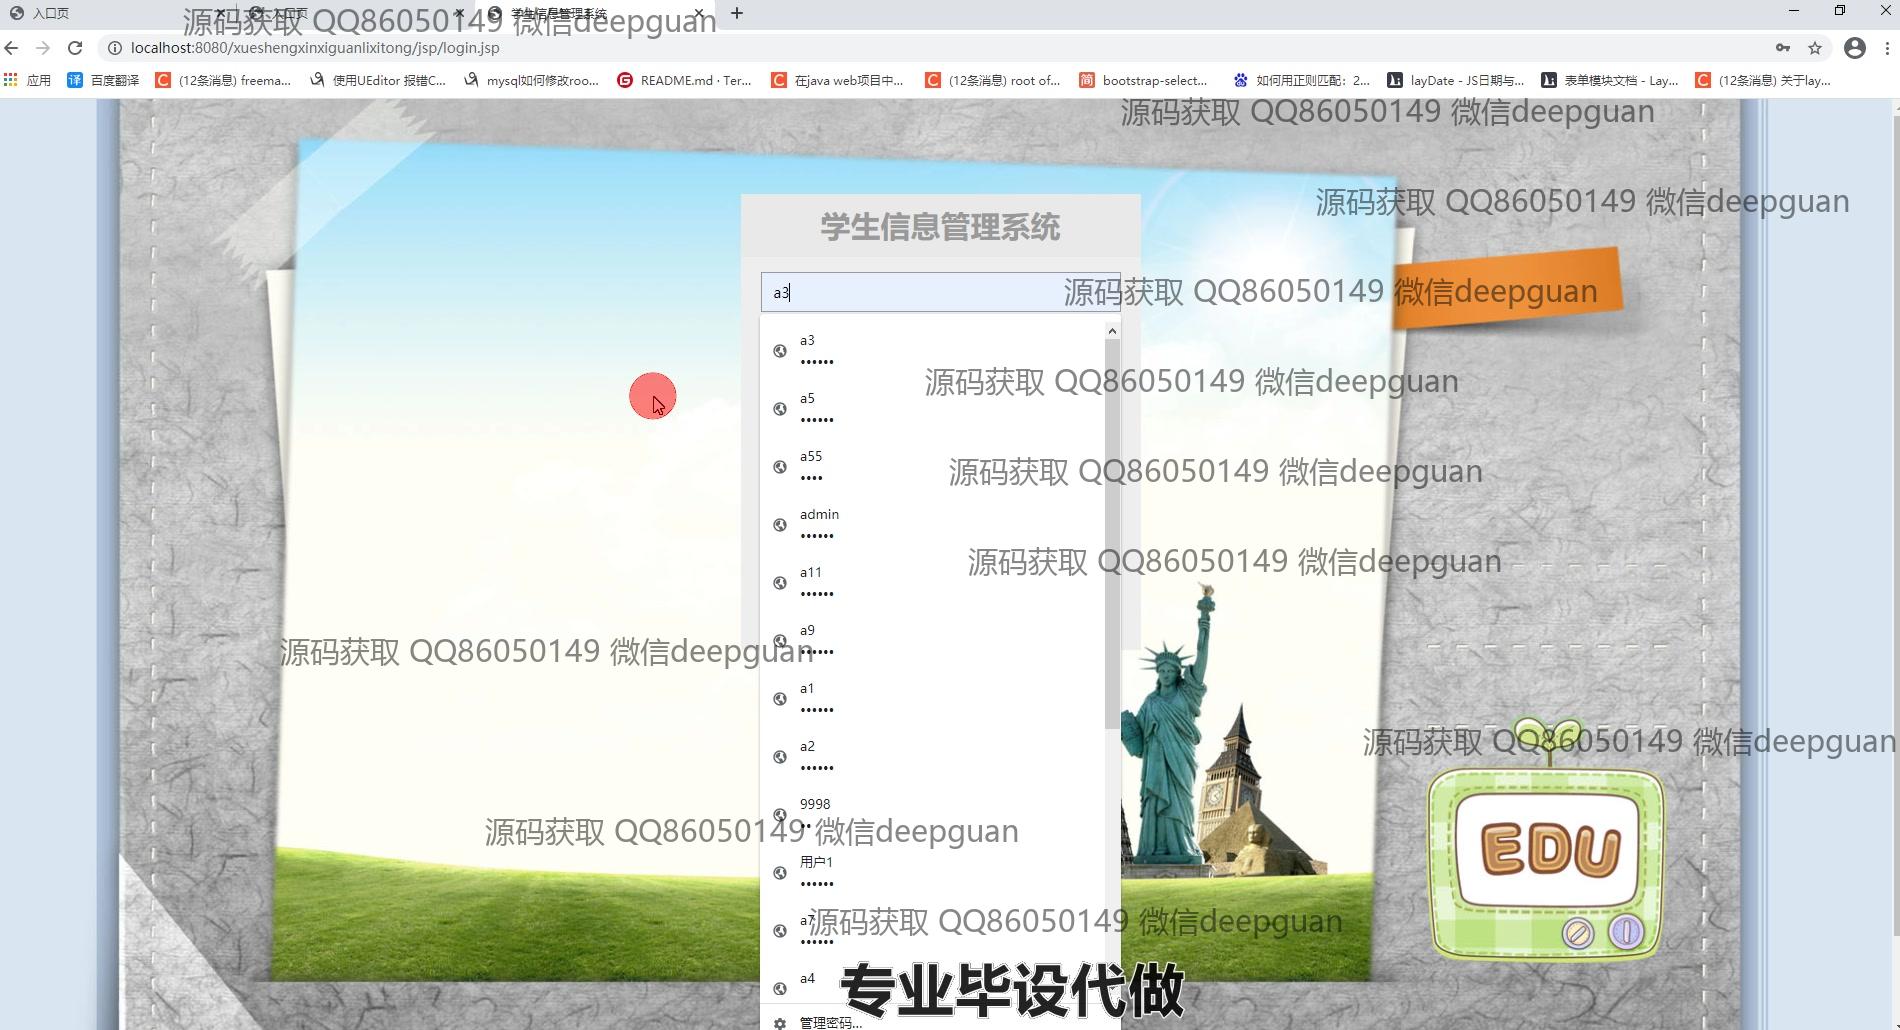 入口页
入口页
学生信息管理系统
源码获取 QQ86050149 微信deepguan
localhost:8080/xueshengxinxiguanlixitong/jsp/login.jsp
应用
百度翻译
(12条消息) freema...
使用UEditor 报错C...
mysql如何修改roo...
README.md · Ter...
在java web项目中...
(12条消息) root of...
bootstrap-select...
如何用正则匹配：2...
layDate - JS日期与...
表单模块文档 - Lay...
(12条消息) 关于lay...
源码获取 QQ86050149 微信deepguan
源码获取 QQ86050149 微信deepguan
学生信息管理系统
a3
源码获取 QQ86050149 微信deepguan
a3
••••••
源码获取 QQ86050149 微信deepguan
a5
••••••
a55
••••
源码获取 QQ86050149 微信deepguan
admin
••••••
源码获取 QQ86050149 微信deepguan
a11
••••••
a9
••••••
源码获取 QQ86050149 微信deepguan
a1
••••••
源码获取 QQ86050149 微信deepguan
a2
••••••
9998
••
源码获取 QQ86050149 微信deepguan
EDU
用户1
••••••
a7
••••••
源码获取 QQ86050149 微信deepguan
a4
专业毕设代做
管理密码...